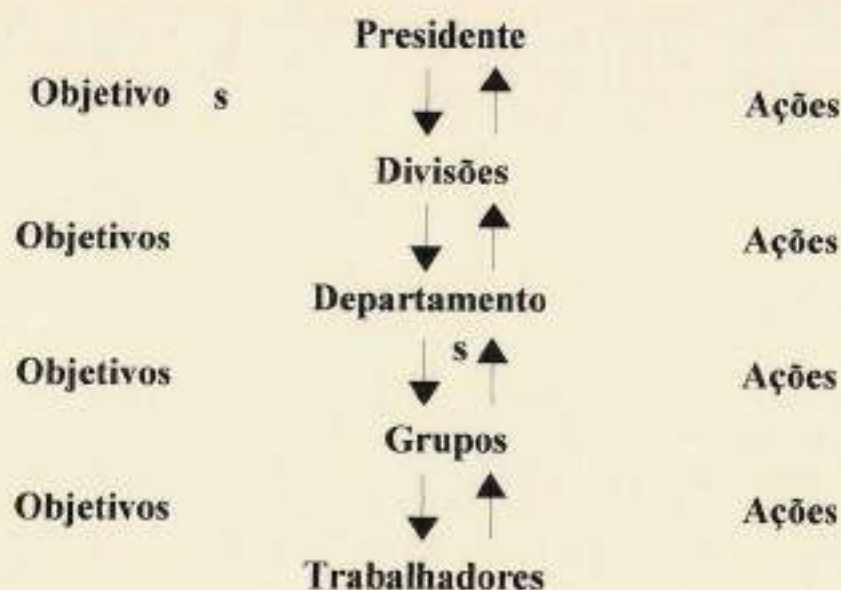 Presidente
Objetivo s
Ações
Divisões
Objetivos
Ações
Departamento
s
Objetivos
Ações
Grupos
Objetivos
Ações
Trabalhadores